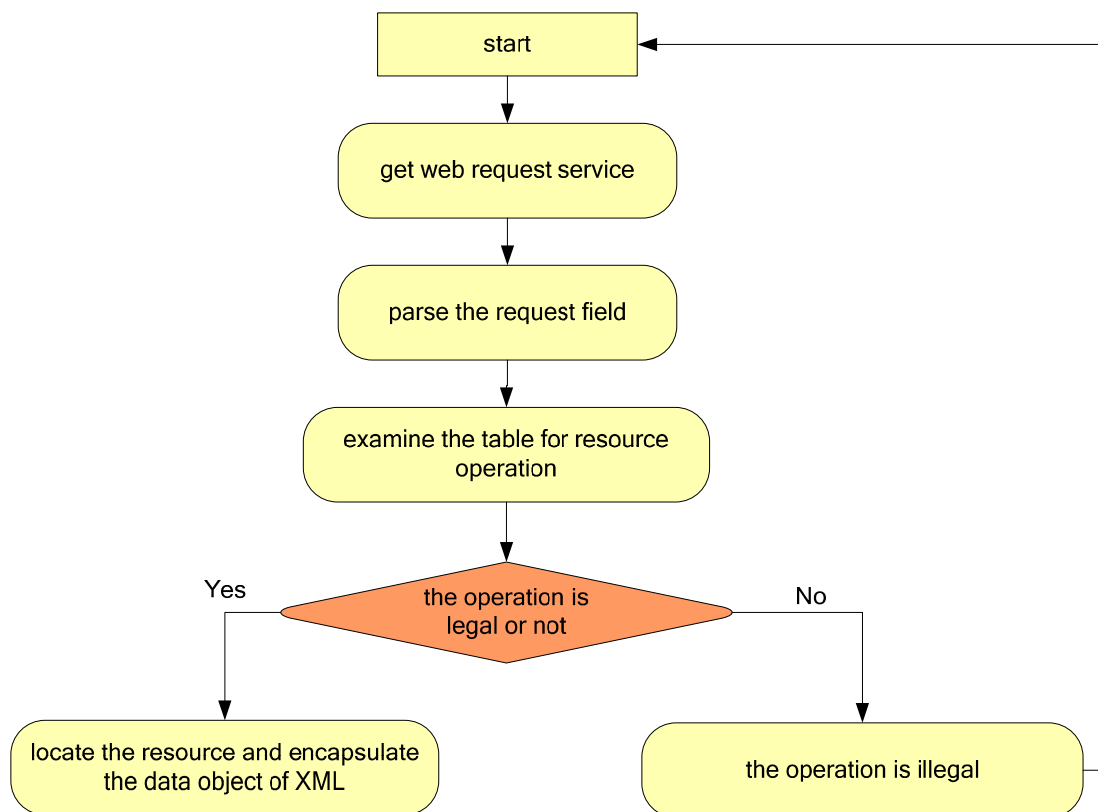 start
get web request service
parse the request field
examine the table for resource
operation
Yes
the operation is
legal or not
No
locate the resource and encapsulate
the data object of XML
the operation is illegal